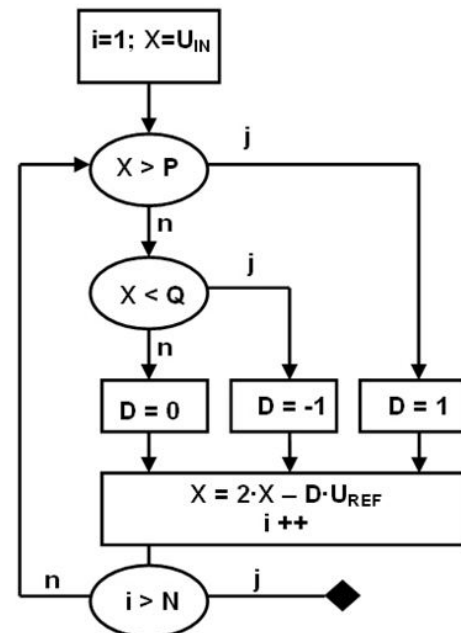 i=1; X=U_IN
j
X > P
n
j
X < Q
n
D = 0
D = -1
D = 1
X = 2·X – D·U_REF
i ++
n
i > N
j